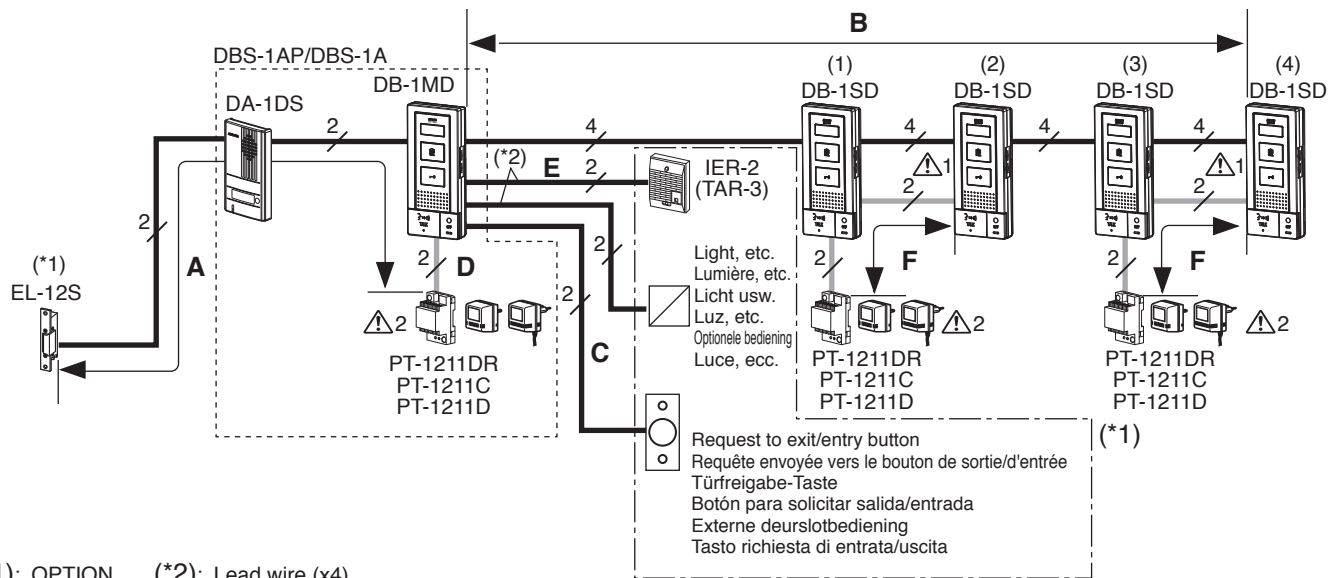 B
DBS-1AP/DBS-1A
DB-1MD
DA-1DS
(1)
DB-1SD
(2)
DB-1SD
(3)
DB-1SD
(4)
DB-1SD
2
4
4
4
4
(*2)
E
2
IER-2
(TAR-3)
1
2
1
2
2
A
2
D
2
2
F
2
F
(*1)
EL-12S
Light, etc.
Lumière, etc.
Licht usw.
Luz, etc.
Optionele bediening
Luce, ecc.
2
2
2
2
C
PT-1211DR
PT-1211C
PT-1211D
PT-1211DR
PT-1211C
PT-1211D
PT-1211DR
PT-1211C
PT-1211D
(*1)
Request to exit/entry button
Requête envoyée vers le bouton de sortie/d'entrée
Türfreigabe-Taste
Botón para solicitar salida/entrada
Externe deurslotbediening
Tasto richiesta di entrata/uscita
1): OPTION (*2): Lead wire (x4)